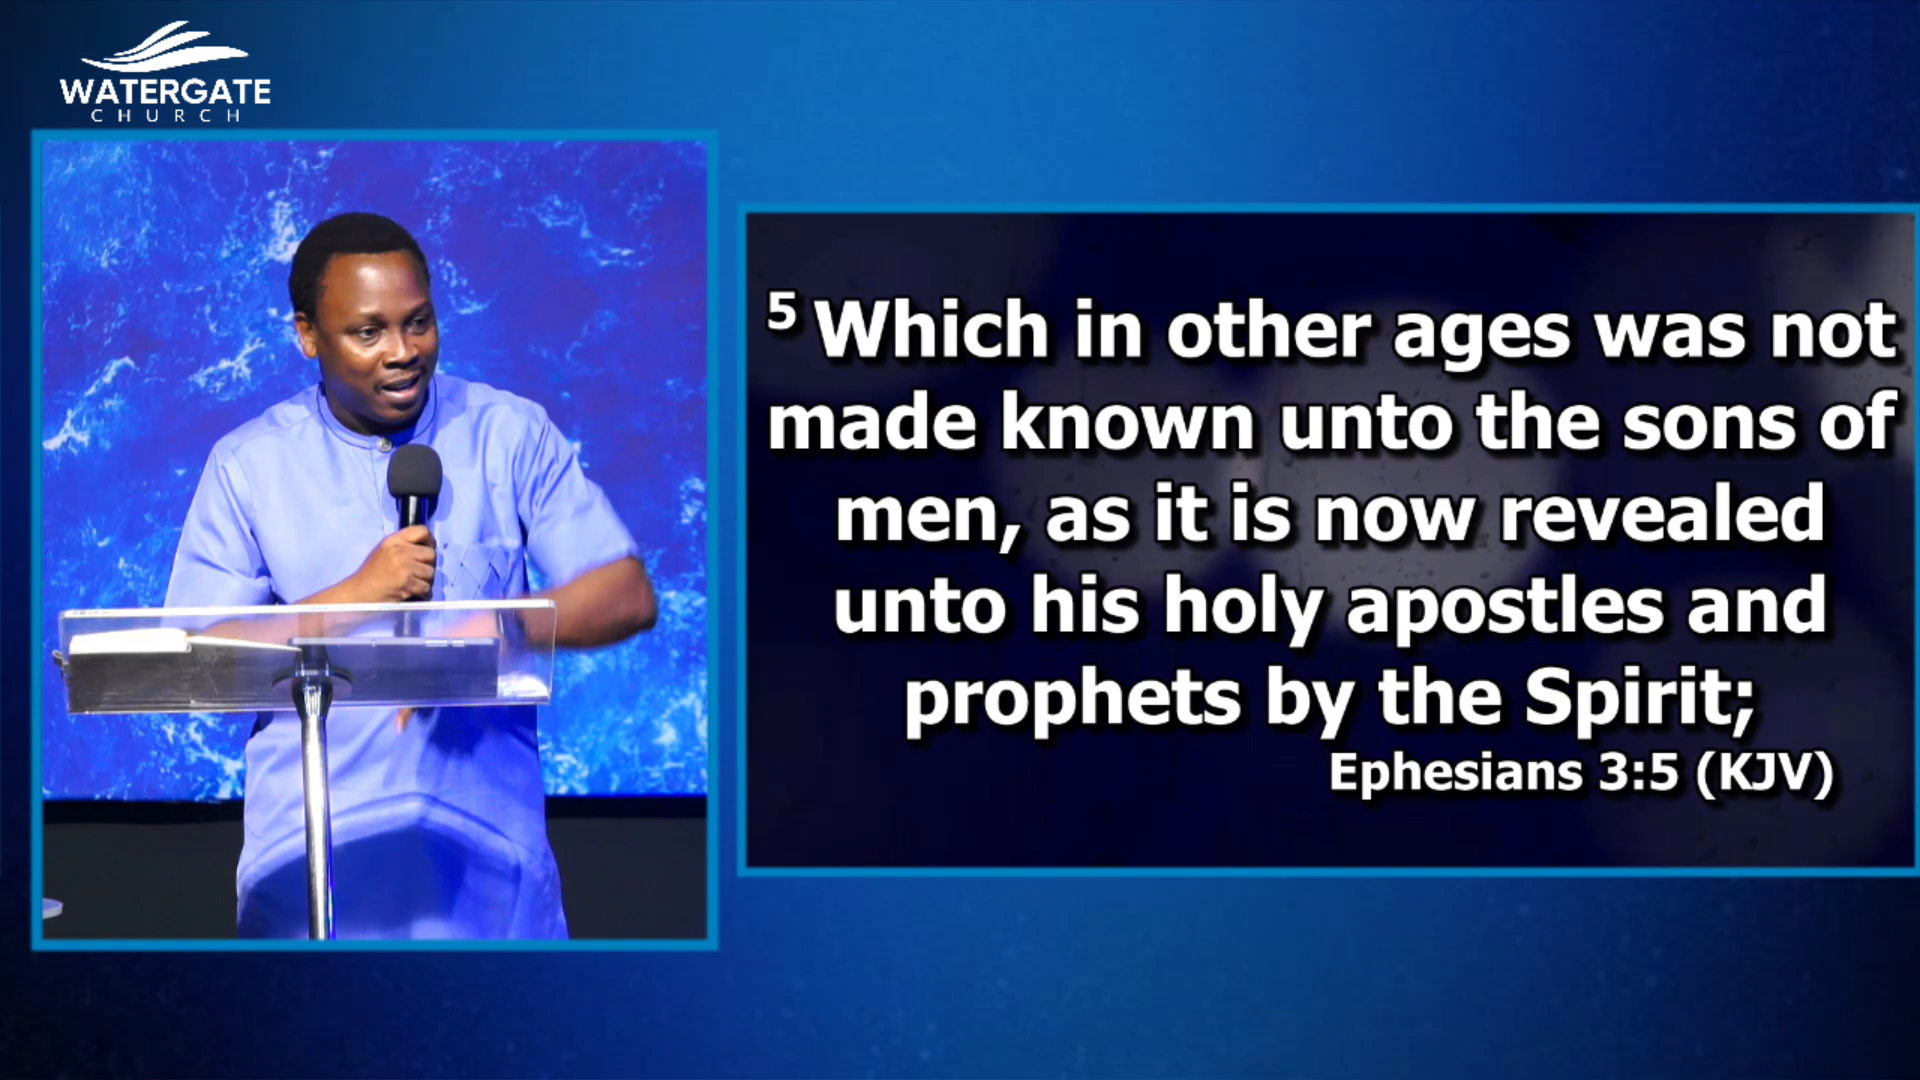 WATERGATE
CHURCH
5 Which in other ages was not
made known unto the sons of
men, as it is now revealed
unto his holy apostles and
prophets by the Spirit;
Ephesians 3:5 (KJV)